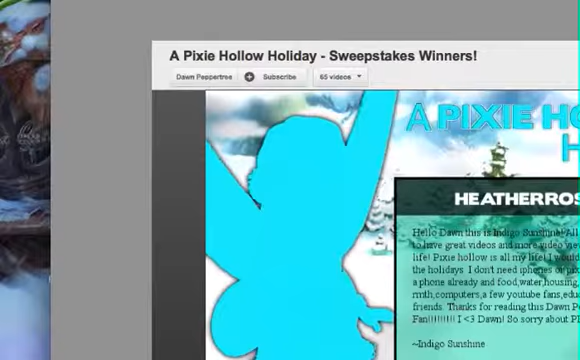 A Pixie Hollow Holiday - Sweepstakes Winners!
Dawn Peppertree Subscribe 65 videos
A PIXIE HO
H
HEATHERROS
Hello Dawn this is Indigo Sunshine! All
to have great videos and more video vie
life! Pixie hollow is all my life! I would
the holidays. I don't need iphones or pix
a phone already and food,water,housing,
rmth,computers,a few youtube fans,edu
friends. Thanks for reading this Dawn Pe
Fan!!!!!!!!! I <3 Dawn! So sorry about P
~Indigo Sunshine